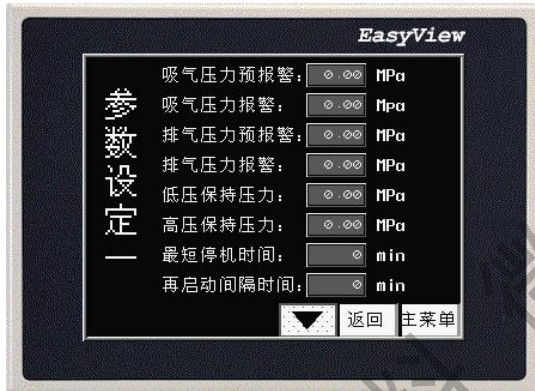 EasyView
参数设定一
吸气压力预报警: 0.00 MPa
吸气压力报警: 0.00 MPa
排气压力预报警: 0.00 MPa
排气压力报警: 0.00 MPa
低压保持压力: 0.00 MPa
高压保持压力: 0.00 MPa
最短停机时间: 0 min
再启动间隔时间: 0 min
返回 主菜单